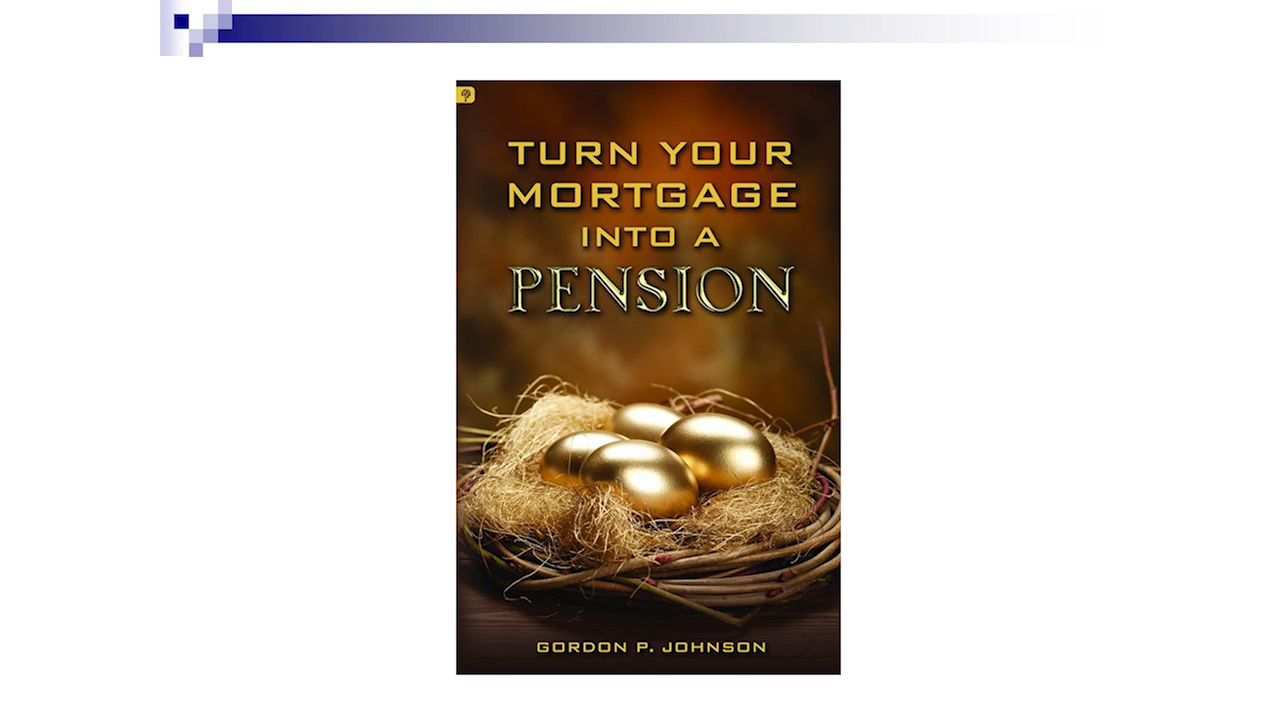 TURN YOUR
MORTGAGE
INTO A
PENSION
GORDON P. JOHNSON